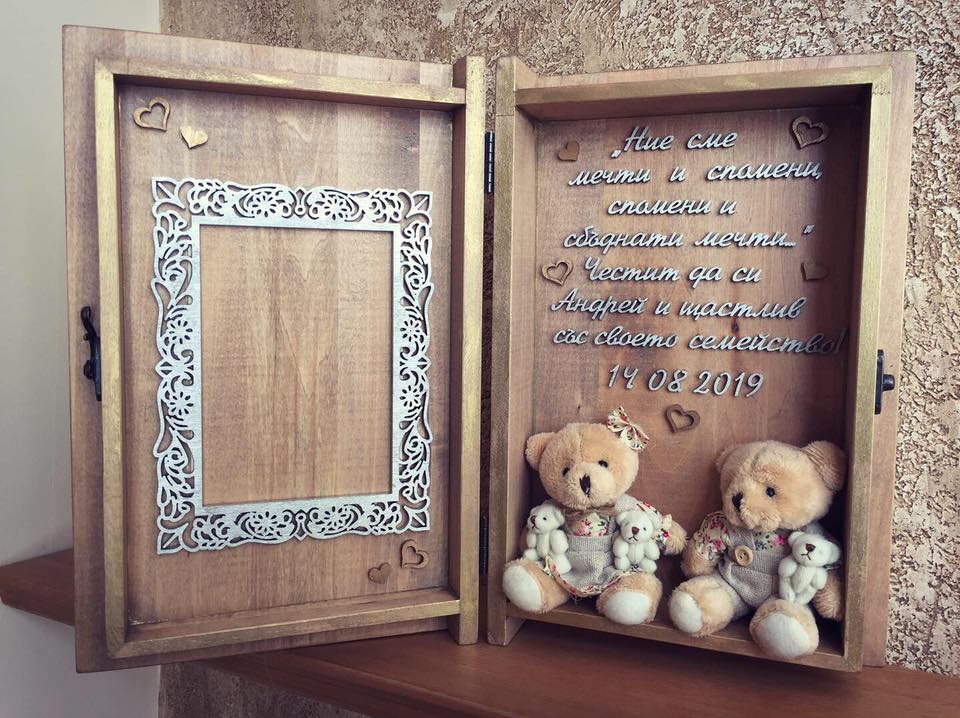 „Ние сме
мечти и спомени,
спомени и
сбъднати мечти..."
Честит да си
Андрей и щастлив
със своето семейство!
14 08 2019